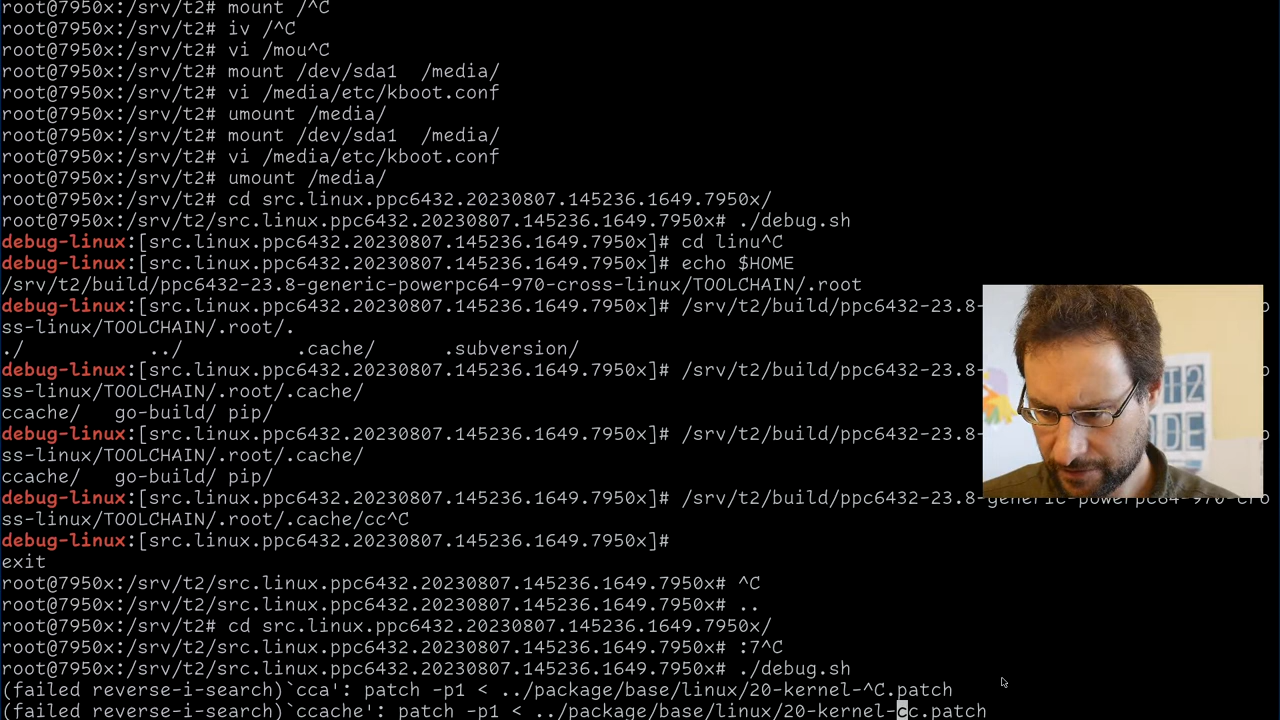 root@7950x:/srv/t2# mount /^C
root@7950x:/srv/t2# iv /^C
root@7950x:/srv/t2# vi /mou^C
root@7950x:/srv/t2# mount /dev/sda1  /media/
root@7950x:/srv/t2# vi /media/etc/kboot.conf
root@7950x:/srv/t2# umount /media/
root@7950x:/srv/t2# mount /dev/sda1  /media/
root@7950x:/srv/t2# vi /media/etc/kboot.conf
root@7950x:/srv/t2# umount /media/
root@7950x:/srv/t2# cd src.linux.ppc6432.20230807.145236.1649.7950x/
root@7950x:/srv/t2/src.linux.ppc6432.20230807.145236.1649.7950x# ./debug.sh
debug-linux:[src.linux.ppc6432.20230807.145236.1649.7950x]# cd linu^C
debug-linux:[src.linux.ppc6432.20230807.145236.1649.7950x]# echo $HOME
/srv/t2/build/ppc6432-23.8-generic-powerpc64-970-cross-linux/TOOLCHAIN/.root
debug-linux:[src.linux.ppc6432.20230807.145236.1649.7950x]# /srv/t2/build/ppc6432-23.8-
ss-linux/TOOLCHAIN/.root/.
./ ../ .cache/ .subversion/
debug-linux:[src.linux.ppc6432.20230807.145236.1649.7950x]# /srv/t2/build/ppc6432-23.8-
ss-linux/TOOLCHAIN/.root/.cache/
ccache/ go-build/ pip/
debug-linux:[src.linux.ppc6432.20230807.145236.1649.7950x]# /srv/t2/build/ppc6432-23.8-
ss-linux/TOOLCHAIN/.root/.cache/
ccache/ go-build/ pip/
debug-linux:[src.linux.ppc6432.20230807.145236.1649.7950x]# /srv/t2/build/ppc6432-23.8-generic-powerpc64-970-cro
ss-linux/TOOLCHAIN/.root/.cache/cc^C
debug-linux:[src.linux.ppc6432.20230807.145236.1649.7950x]#
exit
root@7950x:/srv/t2/src.linux.ppc6432.20230807.145236.1649.7950x# ^C
root@7950x:/srv/t2/src.linux.ppc6432.20230807.145236.1649.7950x# ..
root@7950x:/srv/t2# cd src.linux.ppc6432.20230807.145236.1649.7950x/
root@7950x:/srv/t2/src.linux.ppc6432.20230807.145236.1649.7950x# :7^C
root@7950x:/srv/t2/src.linux.ppc6432.20230807.145236.1649.7950x# ./debug.sh
(failed reverse-i-search)`cca': patch -p1 < ../package/base/linux/20-kernel-^C.patch
(failed reverse-i-search)`ccache': patch -p1 < ../package/base/linux/20-kernel-cc.patch